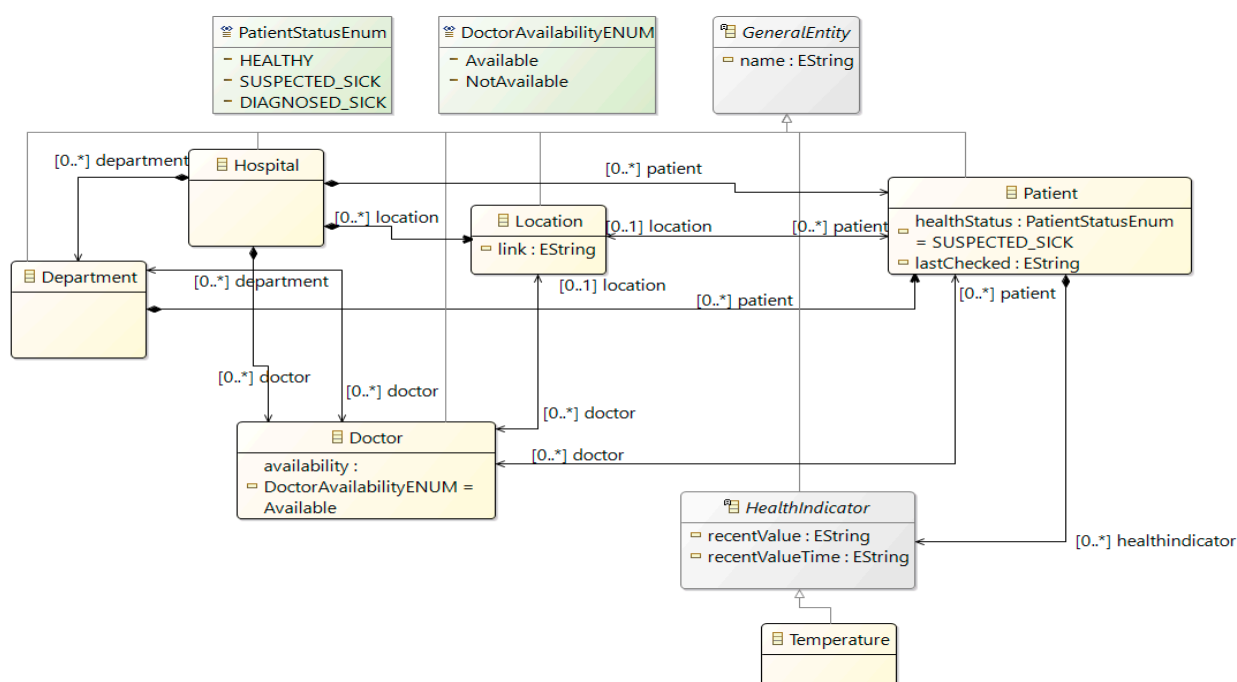 PatientStatusEnum
HEALTHY
SUSPECTED_SICK
DIAGNOSED_SICK
DoctorAvailabilityENUM
Available
NotAvailable
GeneralEntity
name : EString
[0..*] department
Hospital
[0..*] patient
[0..*] location
Location
link : EString
[0..1] location
[0..*] patient
Patient
healthStatus : PatientStatusEnum
= SUSPECTED_SICK
lastChecked : EString
Department
[0..*] department
[0..1] location
[0..*] patient
[0..*] patient
[0..*] doctor
[0..*] doctor
[0..*] doctor
Doctor
availability :
DoctorAvailabilityENUM =
Available
[0..*] doctor
HealthIndicator
recentValue : EString
recentValueTime : EString
[0..*] healthindicator
Temperature